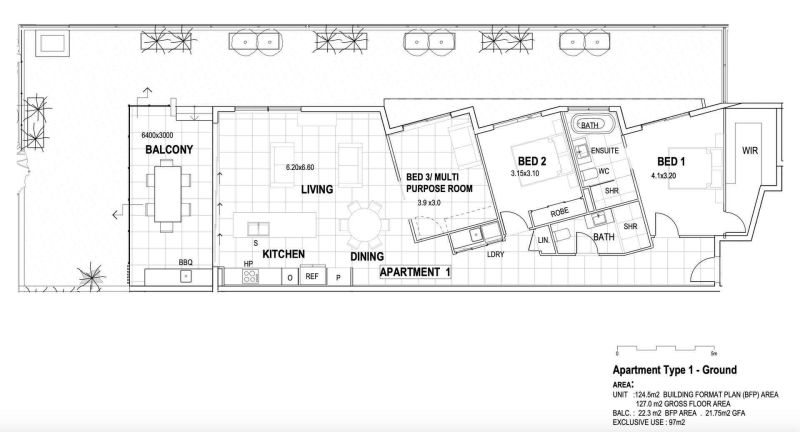 6400x3000
BALCONY
BBQ
6.20x6.60
LIVING
S
KITCHEN
HP
O
REF
P
DINING
APARTMENT 1
BED 3/ MULTI
PURPOSE ROOM
3.9 x3.0
LDRY
BED 2
3.15x3.10
ROBE
LIN.
BATH
SHR
BATH
ENSUITE
WC
SHR
BED 1
4.1x3.20
WIR
0
5m
Apartment Type 1 - Ground
AREA:
UNIT :124.5m2 BUILDING FORMAT PLAN (BFP) AREA
127.0 m2 GROSS FLOOR AREA
BALC. : 22.3 m2 BFP AREA . 21.75m2 GFA
EXCLUSIVE USE : 97m2